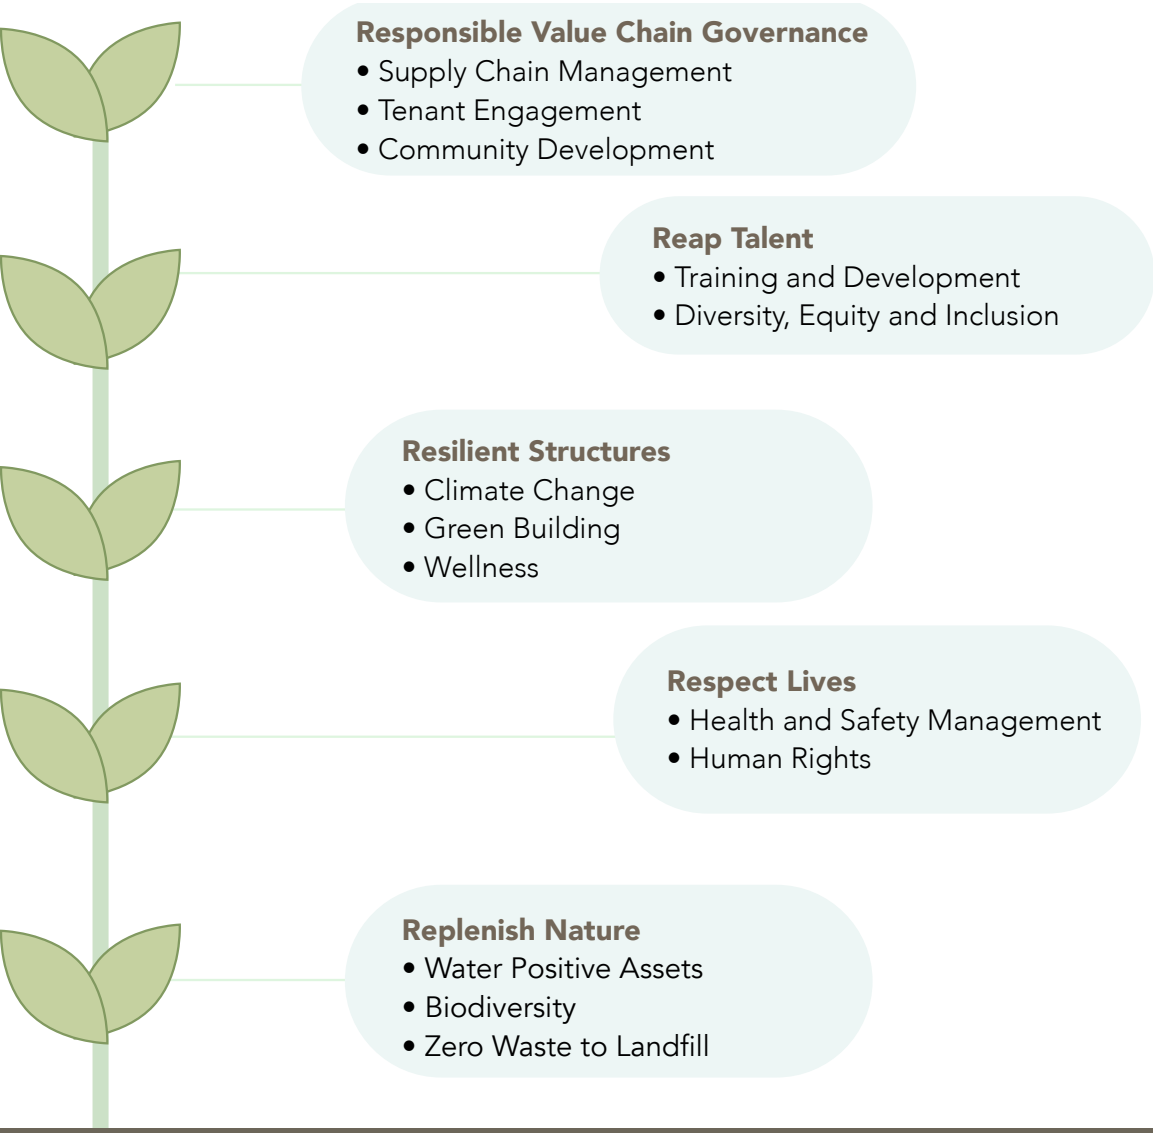 Responsible Value Chain Governance
• Supply Chain Management
• Tenant Engagement
• Community Development
Reap Talent
• Training and Development
• Diversity, Equity and Inclusion
Resilient Structures
• Climate Change
• Green Building
• Wellness
Respect Lives
• Health and Safety Management
• Human Rights
Replenish Nature
• Water Positive Assets
• Biodiversity
• Zero Waste to Landfill